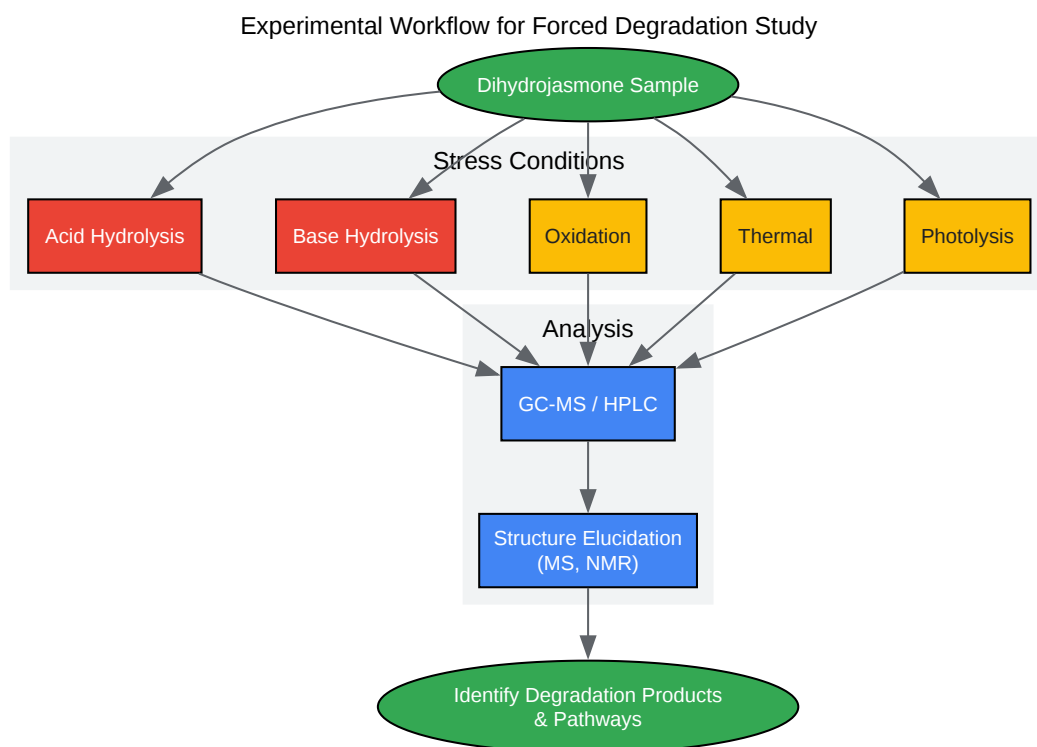 Experimental Workflow for Forced Degradation Study
Dihydrojasmone Sample
Stress Conditions
Acid Hydrolysis
Base Hydrolysis
Oxidation
Thermal
Photolysis
Analysis
GC-MS / HPLC
Structure Elucidation
(MS, NMR)
Identify Degradation Products
& Pathways